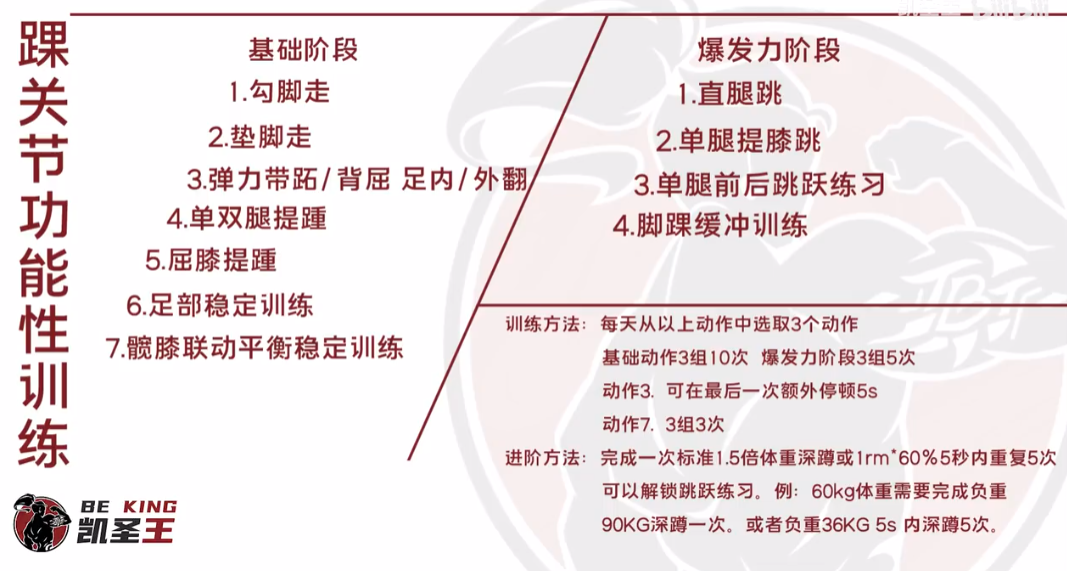 踝关节功能性训练
基础阶段
1.勾脚走
2.垫脚走
3.弹力带跖/背屈 足内/外翻
4.单双腿提踵
5.屈膝提踵
6.足部稳定训练
7.髋膝联动平衡稳定训练
爆发力阶段
1.直腿跳
2.单腿提膝跳
3.单腿前后跳跃练习
4.脚踝缓冲训练
训练方法：每天从以上动作中选取3个动作
基础动作3组10次 爆发力阶段3组5次
动作3. 可在最后一次额外停顿5s
动作7. 3组3次
进阶方法：完成一次标准1.5倍体重深蹲或1rm*60%5秒内重复5次
可以解锁跳跃练习。例：60kg体重需要完成负重
90KG深蹲一次。或者负重36KG 5s 内深蹲5次。
BE KING
凯圣王